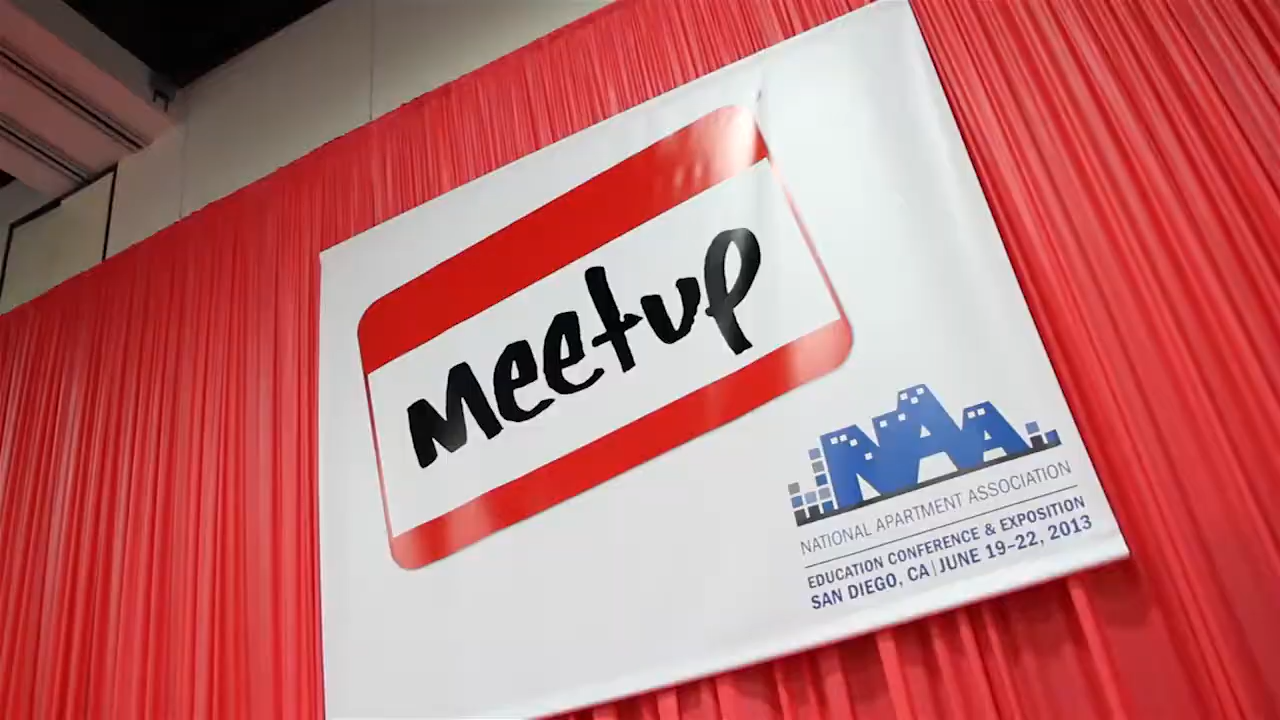 Meetup
NAA
NATIONAL APARTMENT ASSOCIATION
EDUCATION CONFERENCE & EXPOSITION
SAN DIEGO, CA | JUNE 19–22, 2013